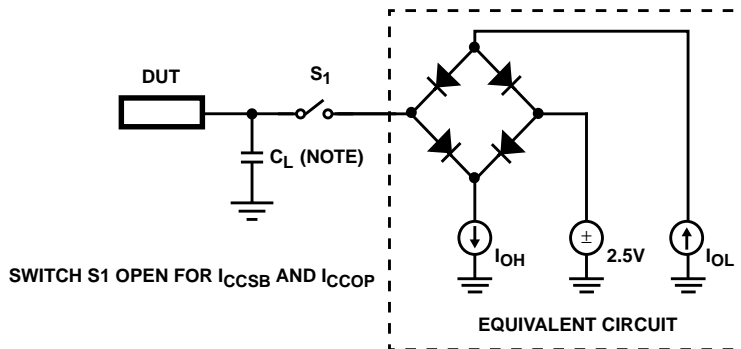 DUT
S1
CL (NOTE)
IOH
±
2.5V
IOL
SWITCH S1 OPEN FOR ICCSB AND ICCOP
EQUIVALENT CIRCUIT